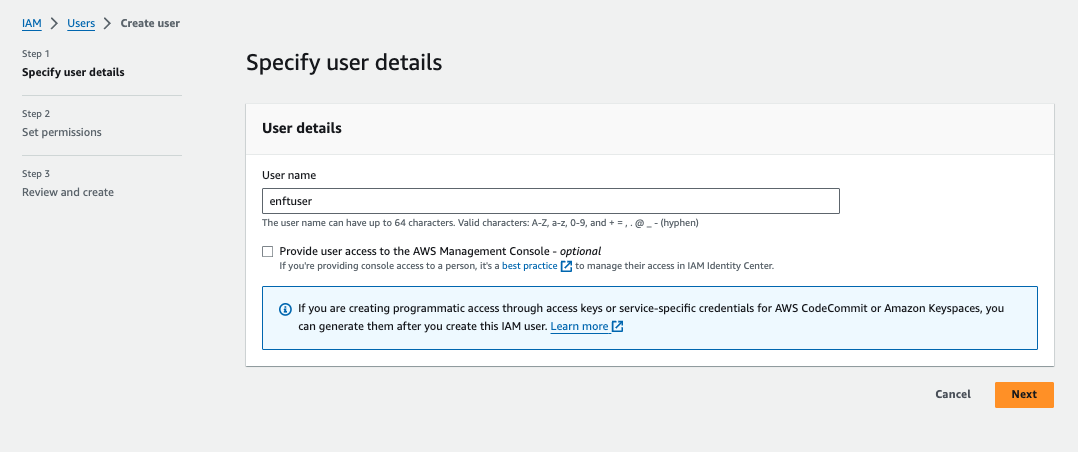 IAM > Users > Create user
Step 1
Specify user details
Step 2
Set permissions
Step 3
Review and create
Specify user details
User details
User name
enftuser
The user name can have up to 64 characters. Valid characters: A-Z, a-z, 0-9, and + = , . @ _ - (hyphen)
Provide user access to the AWS Management Console - optional
If you're providing console access to a person, it's a best practice to manage their access in IAM Identity Center.
If you are creating programmatic access through access keys or service-specific credentials for AWS CodeCommit or Amazon Keyspaces, you
can generate them after you create this IAM user. Learn more
Cancel
Next